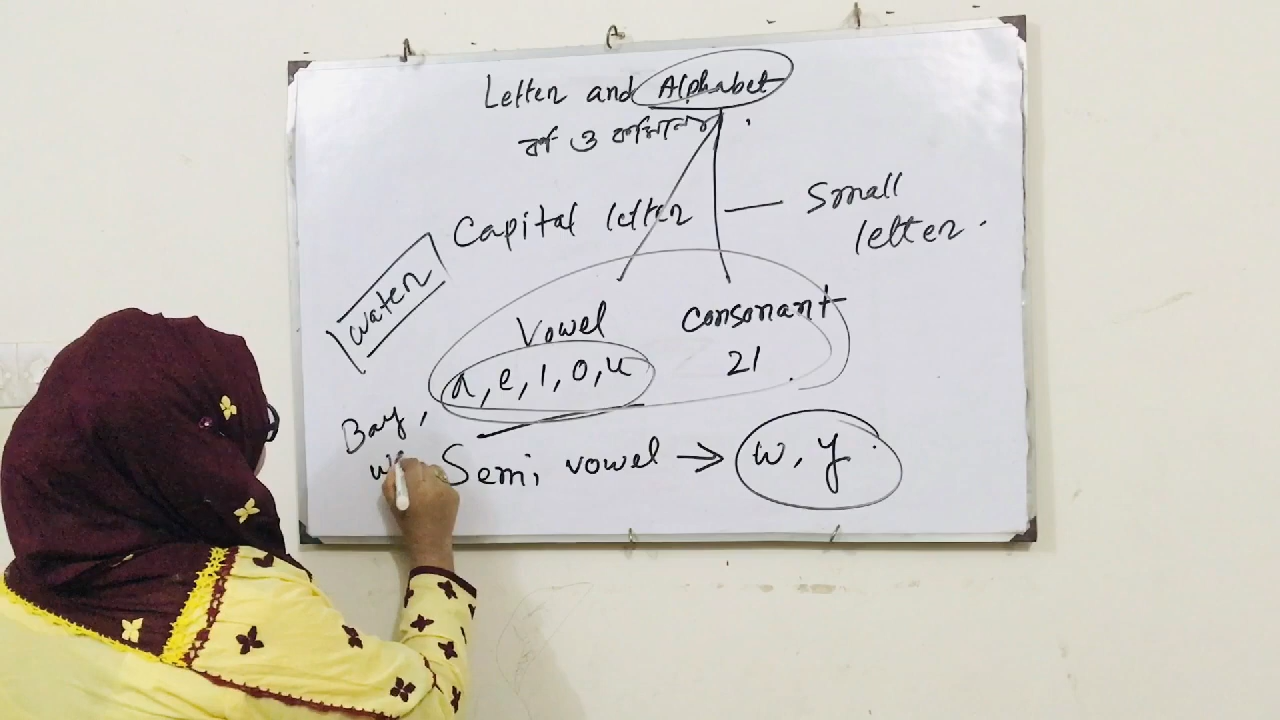 Letter and Alphabet
বর্ণ ও বর্ণমালা.
Capital letter
Small
letter.
Water
Vowel
Consonant
a, e, i, o, u
21
Bay,
Semi vowel → w, y.